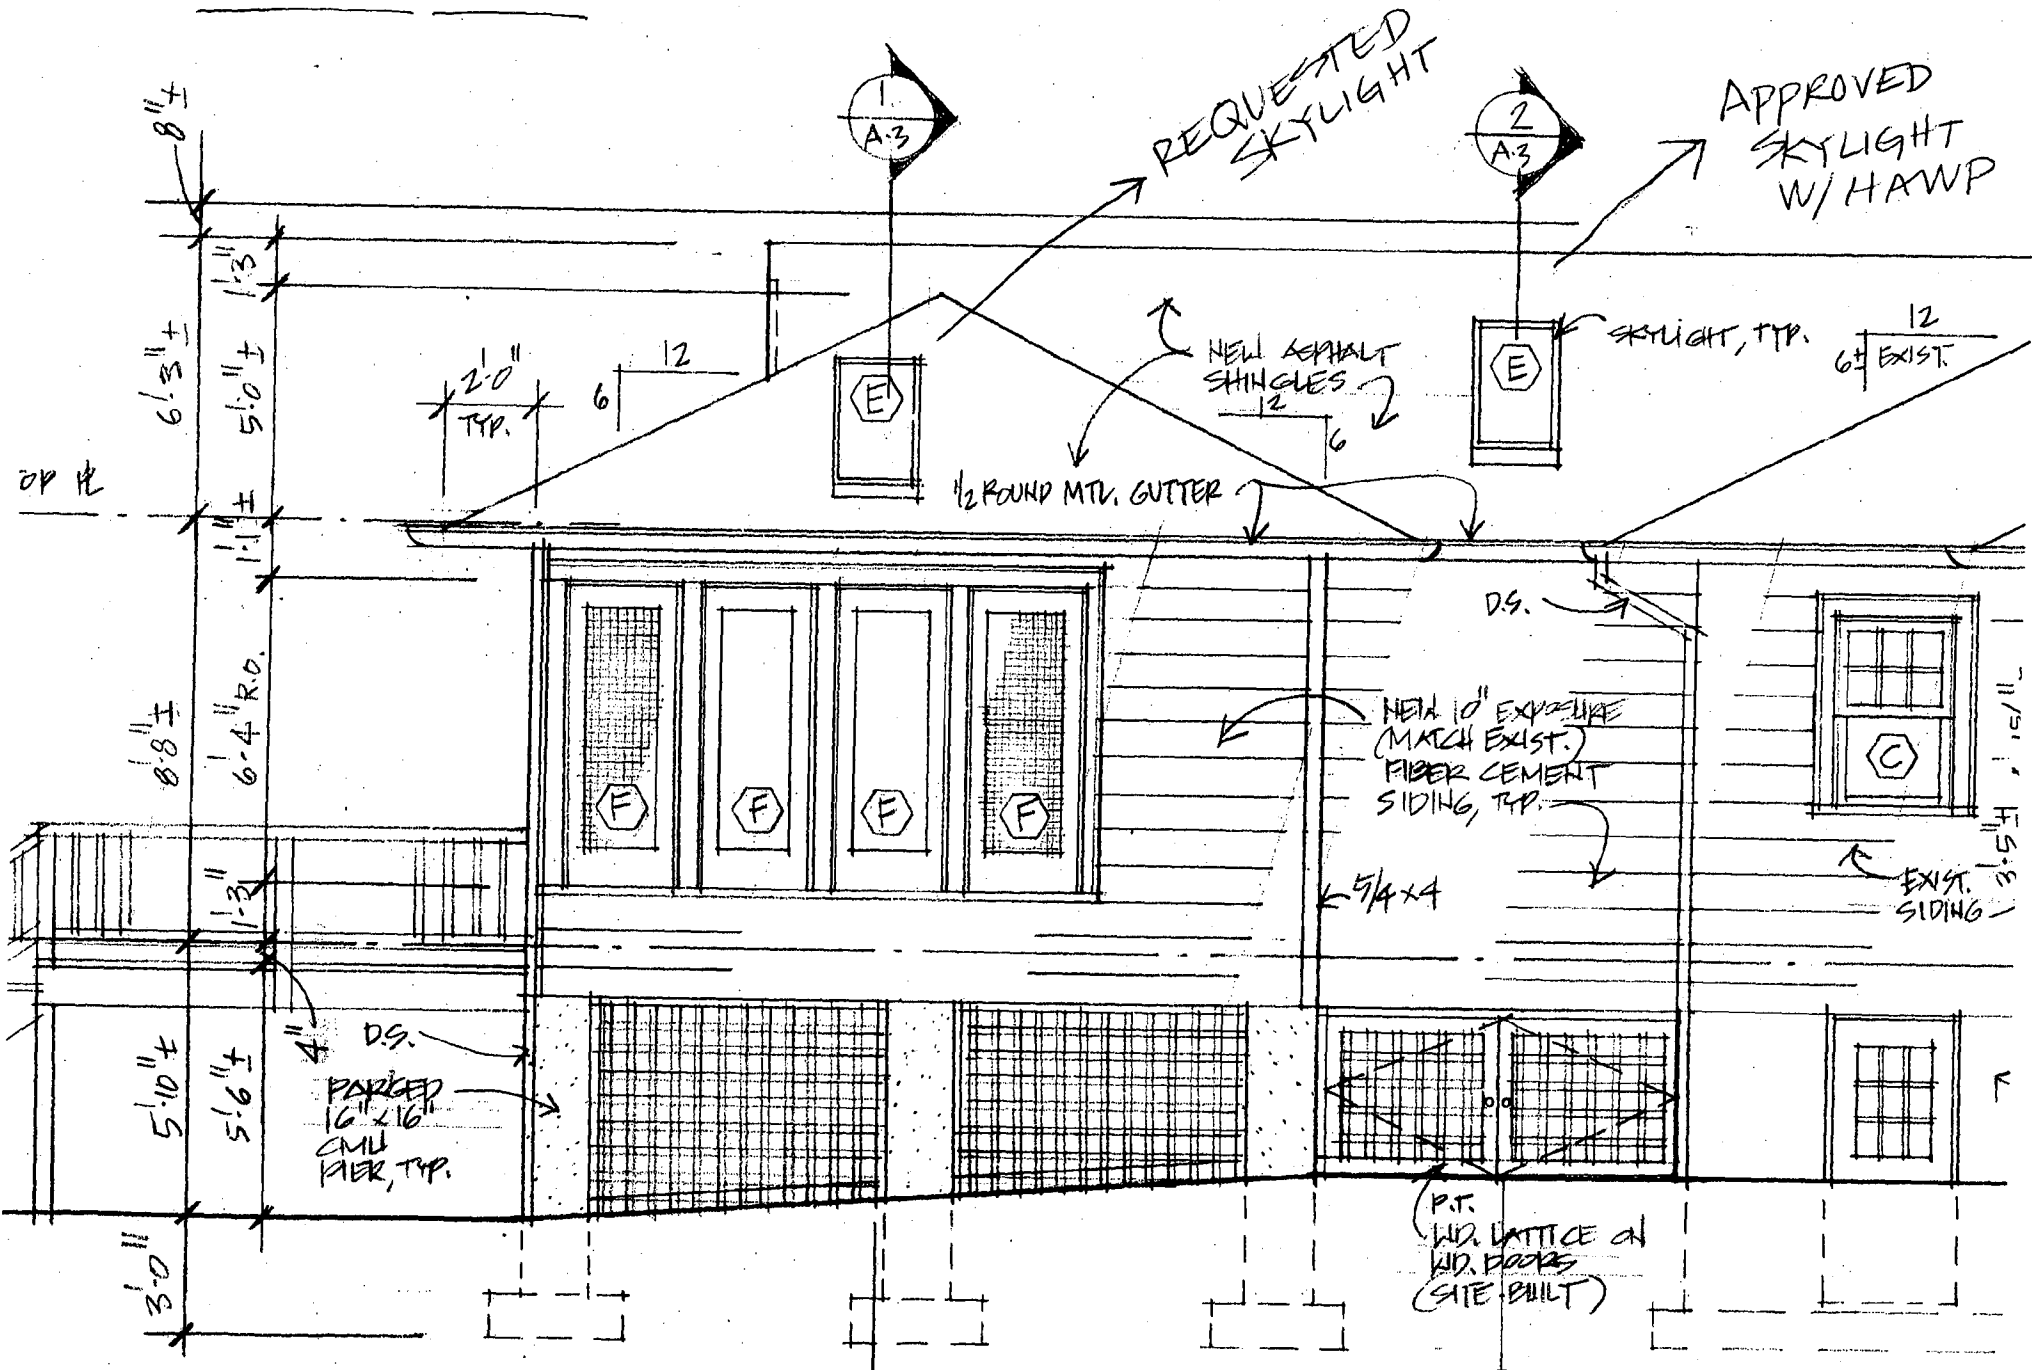 REQUESTED
SKYLIGHT
APPROVED
SKYLIGHT
W/ HAWP
1
A.3
2
A.3
8"±
1'-3"
6'-3"±
5'-0"±
2'-0"
TYP.
12
6
E
NEW ASPHALT
SHINGLES
12
6
E
SKYLIGHT, TYP.
12
6± EXIST.
1/2 ROUND MTL. GUTTER
1'-1"±
8'-8"±
6'-4" R.O.
1'-3"
F
F
F
F
D.S.
NEW 10" EXPOSURE
(MATCH EXIST.)
FIBER CEMENT
SIDING, TYP.
C
3'-5"±
5/4 x 4
EXIST.
SIDING
5'-10"±
5'-6"±
4"
D.S.
PARGED
16" x 16"
CMU
PIER, TYP.
3'-0"
P.T.
WD. LATTICE ON
WD. DOORS
(SITE-BUILT)